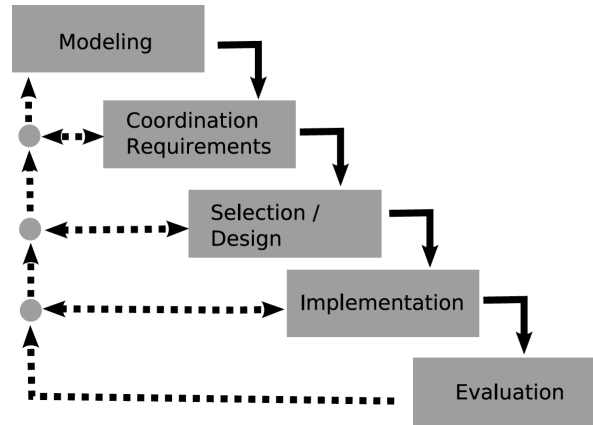 Modeling
Coordination
Requirements
Selection /
Design
Implementation
Evaluation